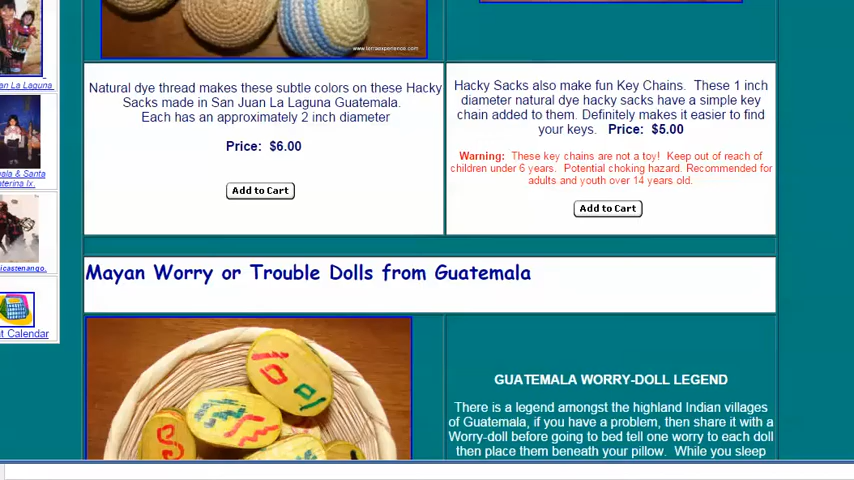 www.terraexperience.com
an La Laguna
Natural dye thread makes these subtle colors on these Hacky
Sacks made in San Juan La Laguna Guatemala.
Each has an approximately 2 inch diameter
Price: $6.00
Add to Cart
Hacky Sacks also make fun Key Chains. These 1 inch
diameter natural dye hacky sacks have a simple key
chain added to them. Definitely makes it easier to find
your keys. Price: $5.00
Warning: These key chains are not a toy! Keep out of reach of
children under 6 years. Potential choking hazard. Recommended for
adults and youth over 14 years old.
Add to Cart
ala & Santa
terina Ix.
icastenango.
t Calendar
Mayan Worry or Trouble Dolls from Guatemala
GUATEMALA WORRY-DOLL LEGEND
There is a legend amongst the highland Indian villages
of Guatemala, if you have a problem, then share it with a
Worry-doll before going to bed tell one worry to each doll
then place them beneath your pillow. While you sleep